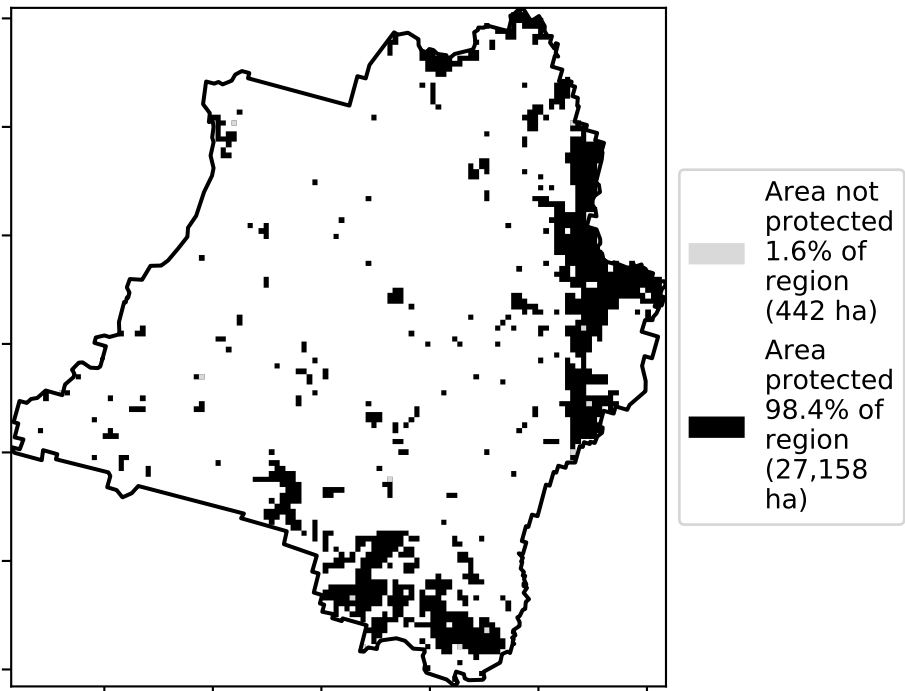 Area not
protected
1.6% of
region
(442 ha)
Area
protected
98.4% of
region
(27,158
ha)